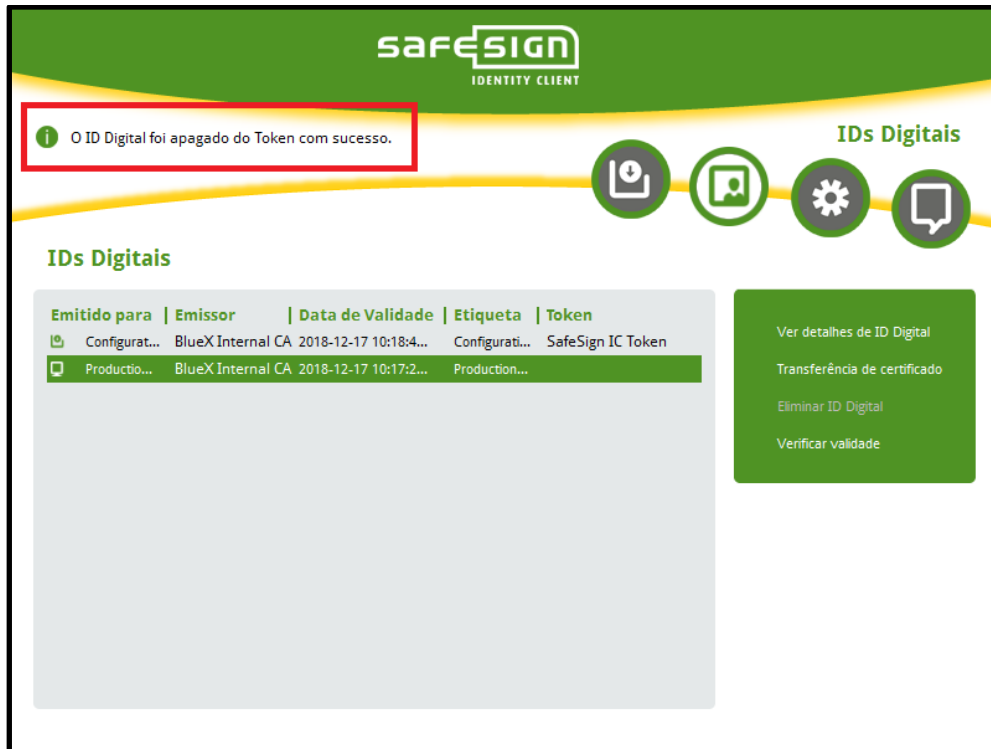 safesign
IDENTITY CLIENT
O ID Digital foi apagado do Token com sucesso.
IDs Digitais
IDs Digitais
Emitido para | Emissor | Data de Validade | Etiqueta | Token
Configurat... BlueX Internal CA 2018-12-17 10:18:4... Configurati... SafeSign IC Token
Productio... BlueX Internal CA 2018-12-17 10:17:2... Production...
Ver detalhes de ID Digital
Transferência de certificado
Eliminar ID Digital
Verificar validade